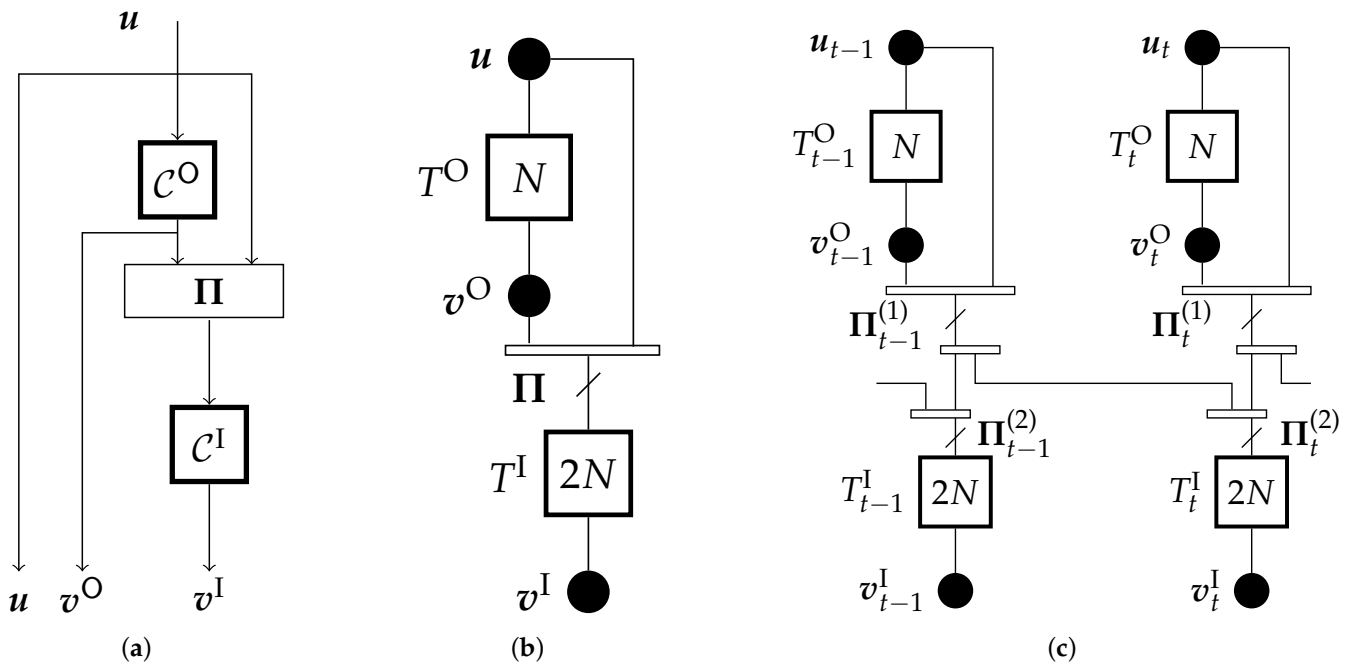 u
C^O
Π
C^I
u v^O v^I
(a)
u
T^O N
v^O
Π
T^I 2N
v^I
(b)
u_{t−1} u_t
T^O_{t−1} N T^O_t N
v^O_{t−1} v^O_t
Π^{(1)}_{t−1} Π^{(1)}_t
Π^{(2)}_{t−1} Π^{(2)}_t
T^I_{t−1} 2N T^I_t 2N
v^I_{t−1} v^I_t
(c)